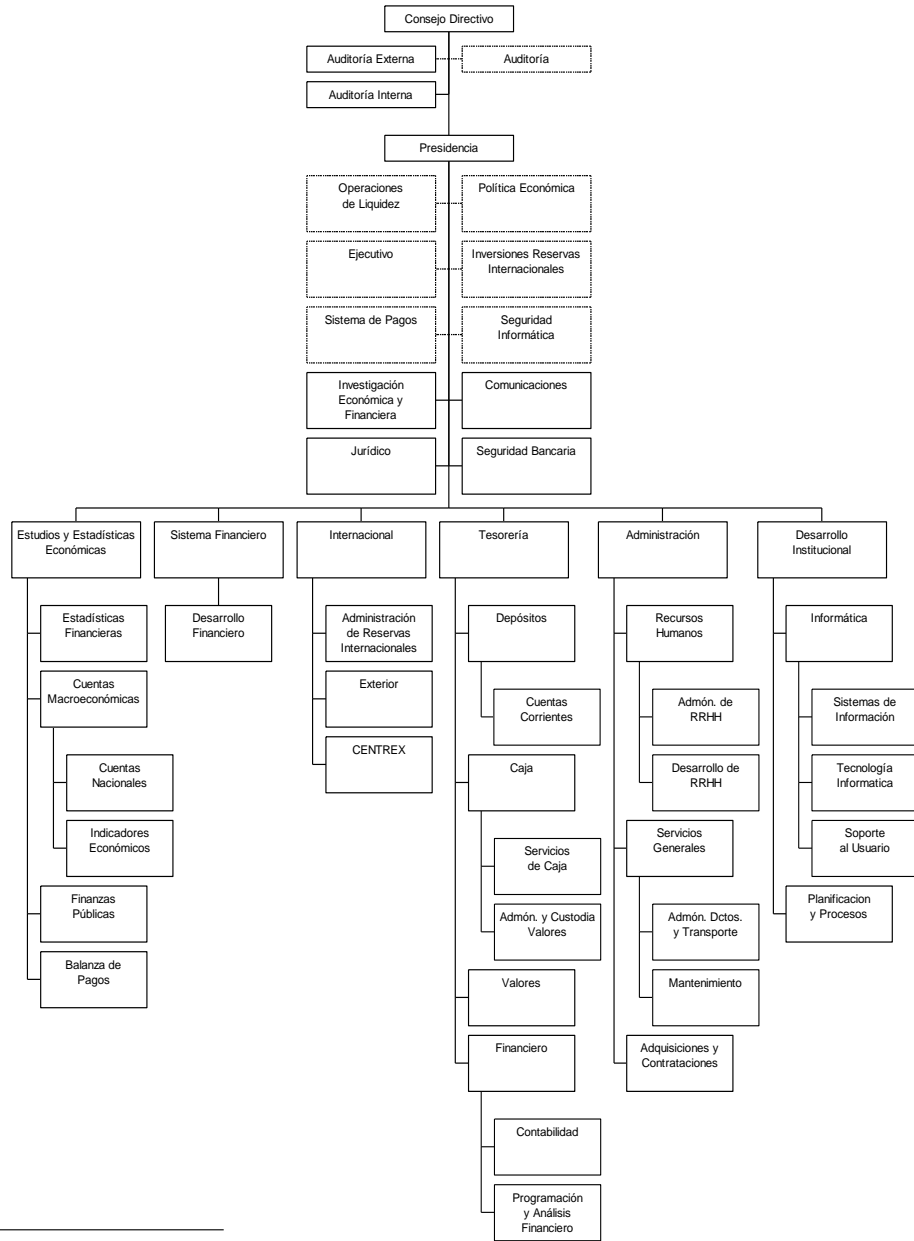 Consejo Directivo
Auditoría Externa
Auditoría
Auditoría Interna
Presidencia
Operaciones
de Liquidez
Política Económica
Ejecutivo
Inversiones Reservas
Internacionales
Sistema de Pagos
Seguridad
Informática
Investigación
Económica y
Financiera
Comunicaciones
Jurídico
Seguridad Bancaria
Estudios y Estadísticas
Económicas
Estadísticas
Financieras
Cuentas
Macroeconómicas
Cuentas
Nacionales
Indicadores
Económicos
Finanzas
Públicas
Balanza de
Pagos
Sistema Financiero
Desarrollo
Financiero
Internacional
Administración
de Reservas
Internacionales
Exterior
CENTREX
Tesorería
Depósitos
Cuentas
Corrientes
Caja
Servicios
de Caja
Admón. y Custodia
Valores
Valores
Financiero
Contabilidad
Programación
y Análisis
Financiero
Administración
Recursos
Humanos
Admón. de
RRHH
Desarrollo de
RRHH
Servicios
Generales
Admón. Dctos.
y Transporte
Mantenimiento
Adquisiciones y
Contrataciones
Desarrollo
Institucional
Informática
Sistemas de
Información
Tecnología
Informatica
Soporte
al Usuario
Planificacion
y Procesos